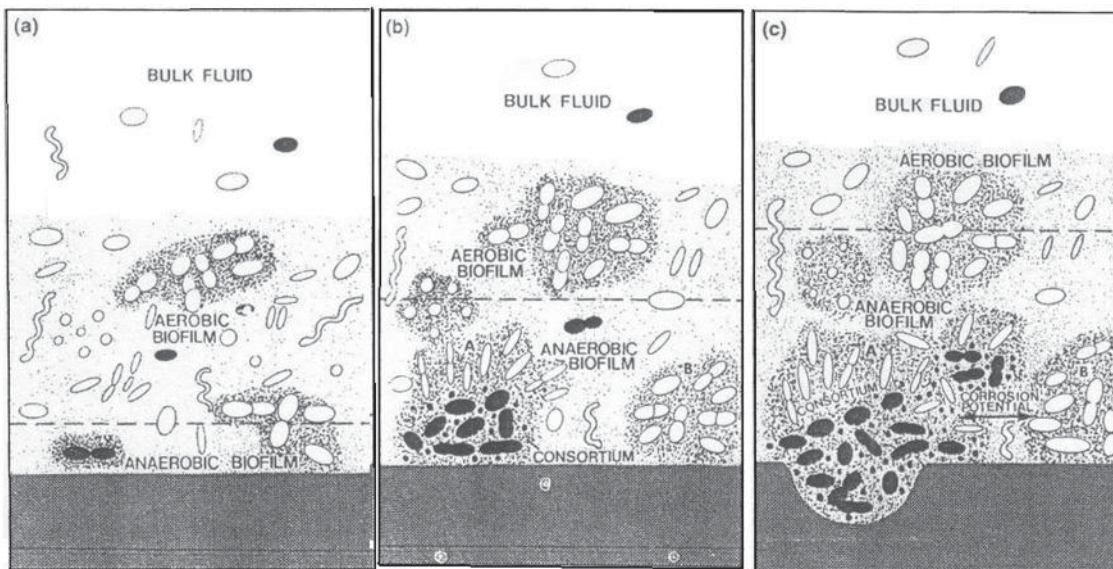 (a)
BULK FLUID
AEROBIC
BIOFILM
ANAEROBIC BIOFILM
(b)
BULK FLUID
AEROBIC
BIOFILM
A
ANAEROBIC
BIOFILM
B
CONSORTIUM
(c)
BULK FLUID
AEROBIC BIOFILM
ANAEROBIC
BIOFILM
A
B
CONSORTIUM
CORROSION
POTENTIAL